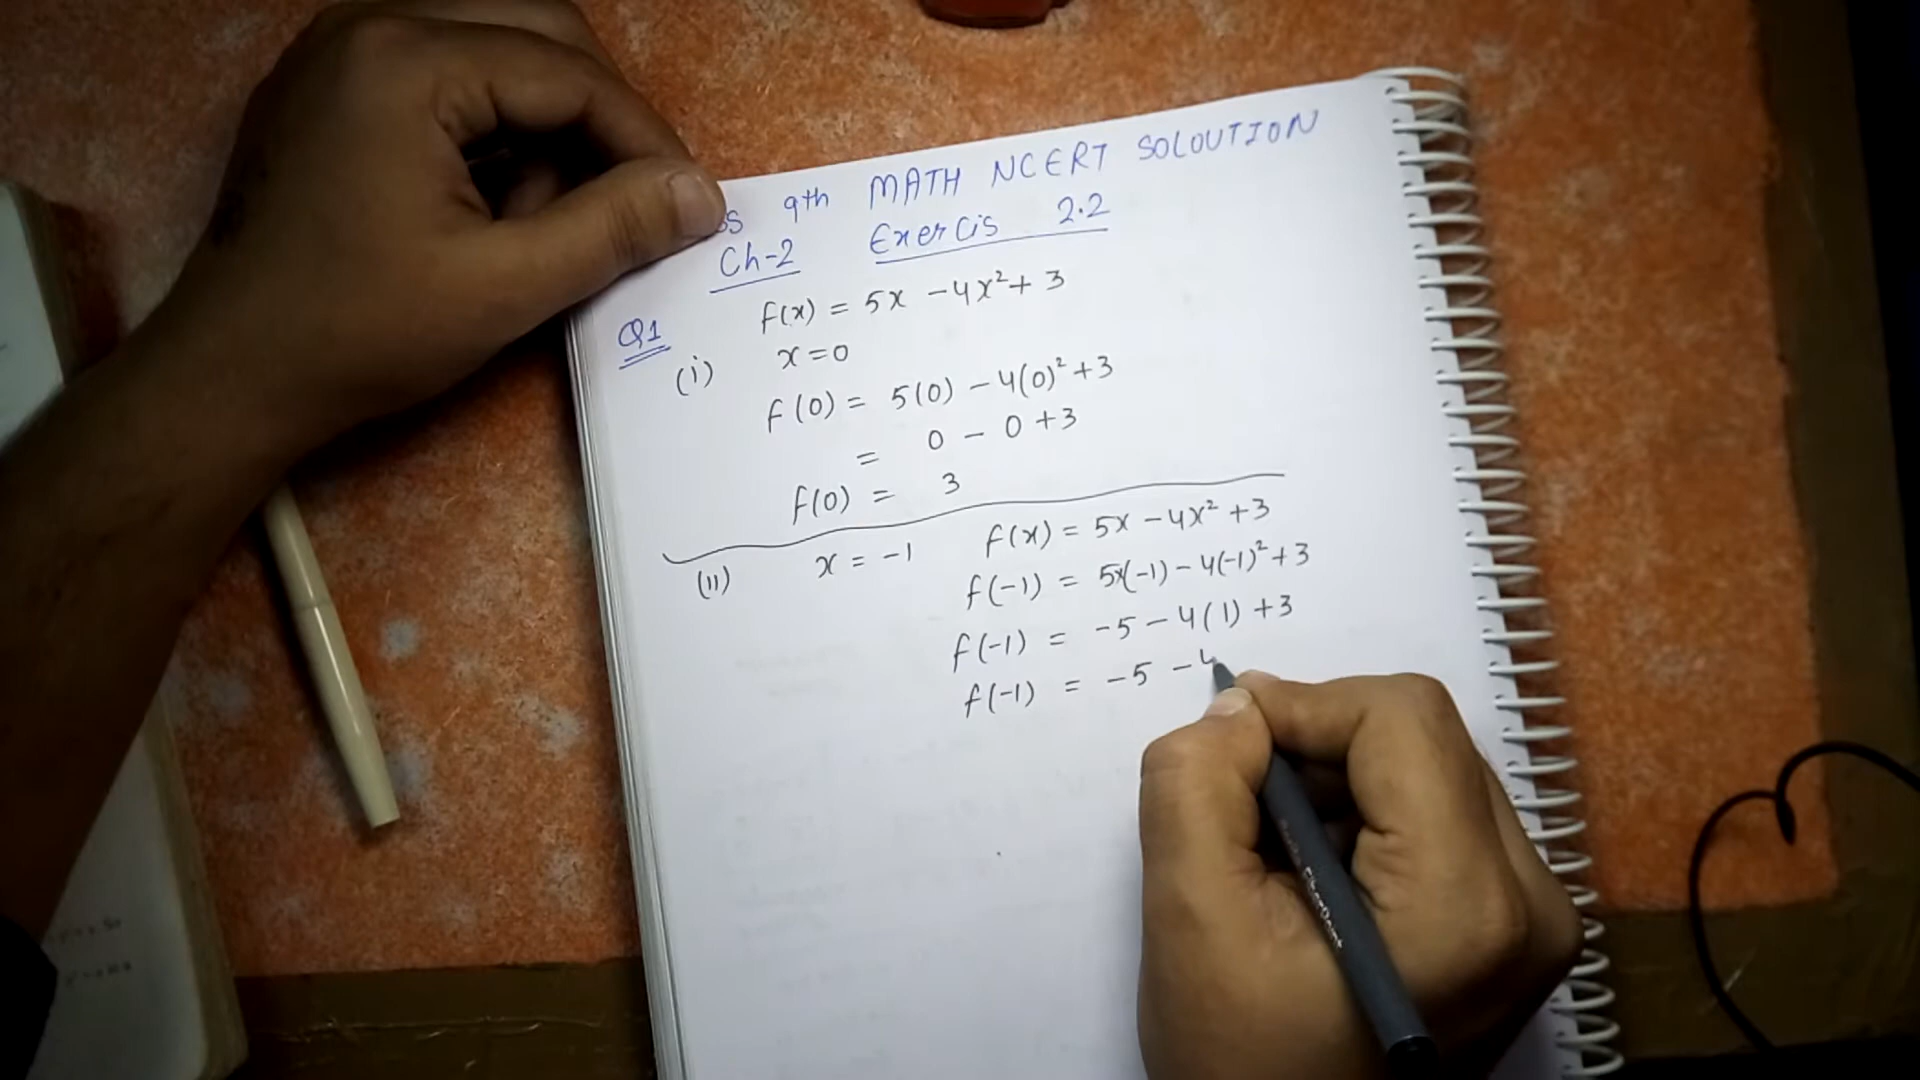 9th MATH NCERT SOLOUTION
Ch-2 Exercis 2.2
Q1 f(x) = 5x - 4x² + 3
(i) x = 0
f(0) = 5(0) - 4(0)² + 3
= 0 - 0 + 3
f(0) = 3
(ii) x = -1 f(x) = 5x - 4x² + 3
f(-1) = 5x(-1) - 4(-1)² + 3
f(-1) = -5 - 4(1) + 3
f(-1) = -5 - 4